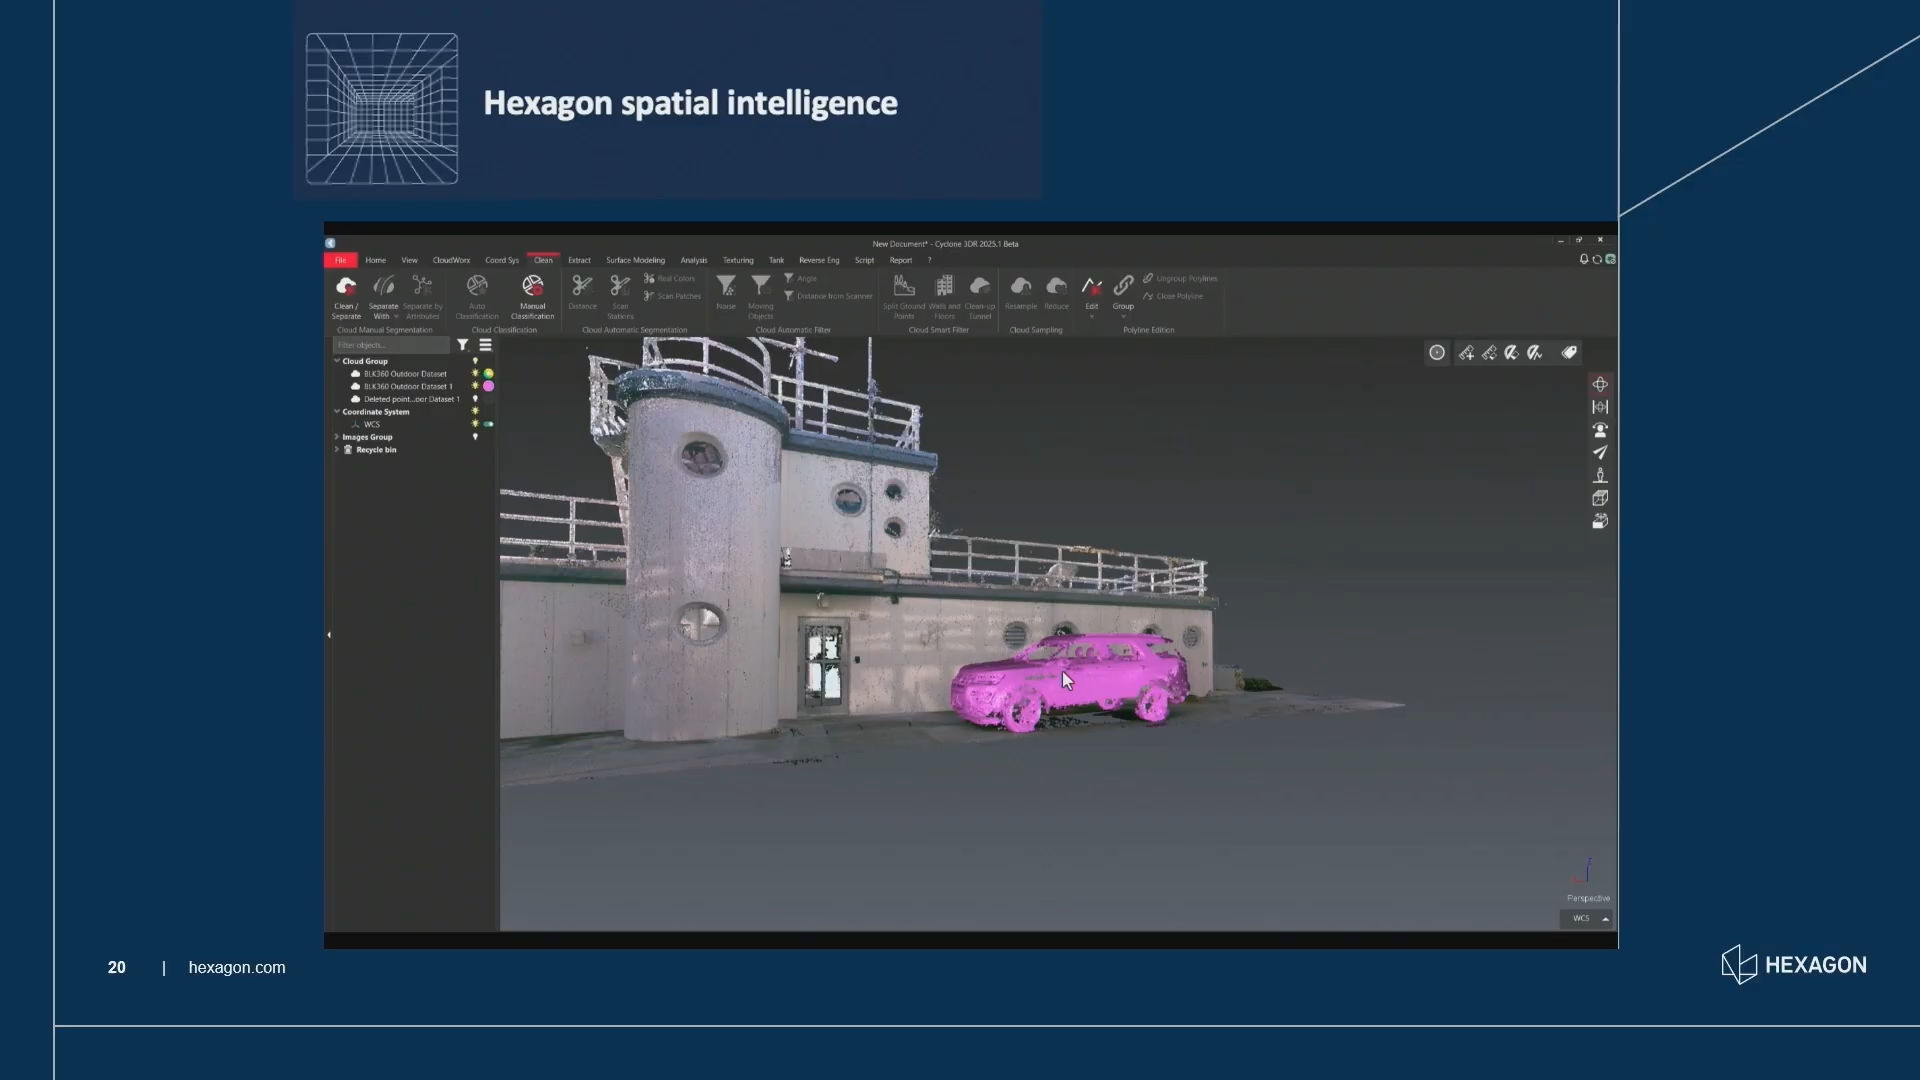 Hexagon spatial intelligence
New Document* - Cyclone 3DR 2025.1 Beta
File Home View CloudWorx Coord Sys Clean Extract Surface Modeling Analysis Texturing Tank Reverse Eng Script Report ?
Clean / Separate
Separate With
Separate by Attributes
Cloud Manual Segmentation
Auto Classification
Manual Classification
Cloud Classification
Distance
Scan Stations
Real Colors
Scan Patches
Cloud Automatic Segmentation
Noise
Moving Objects
Angle
Distance from Scanner
Cloud Automatic Filter
Split Ground Points
Walls and Floors
Clean-up Tunnel
Cloud Smart Filter
Resample
Reduce
Cloud Sampling
Edit
Group
Ungroup Polylines
Close Polyline
Polyline Edition
Filter objects...
Cloud Group
BLK360 Outdoor Dataset
BLK360 Outdoor Dataset 1
Deleted point...oor Dataset 1
Coordinate System
WCS
Images Group
Recycle bin
Z
Perspective
WCS
20 | hexagon.com
HEXAGON